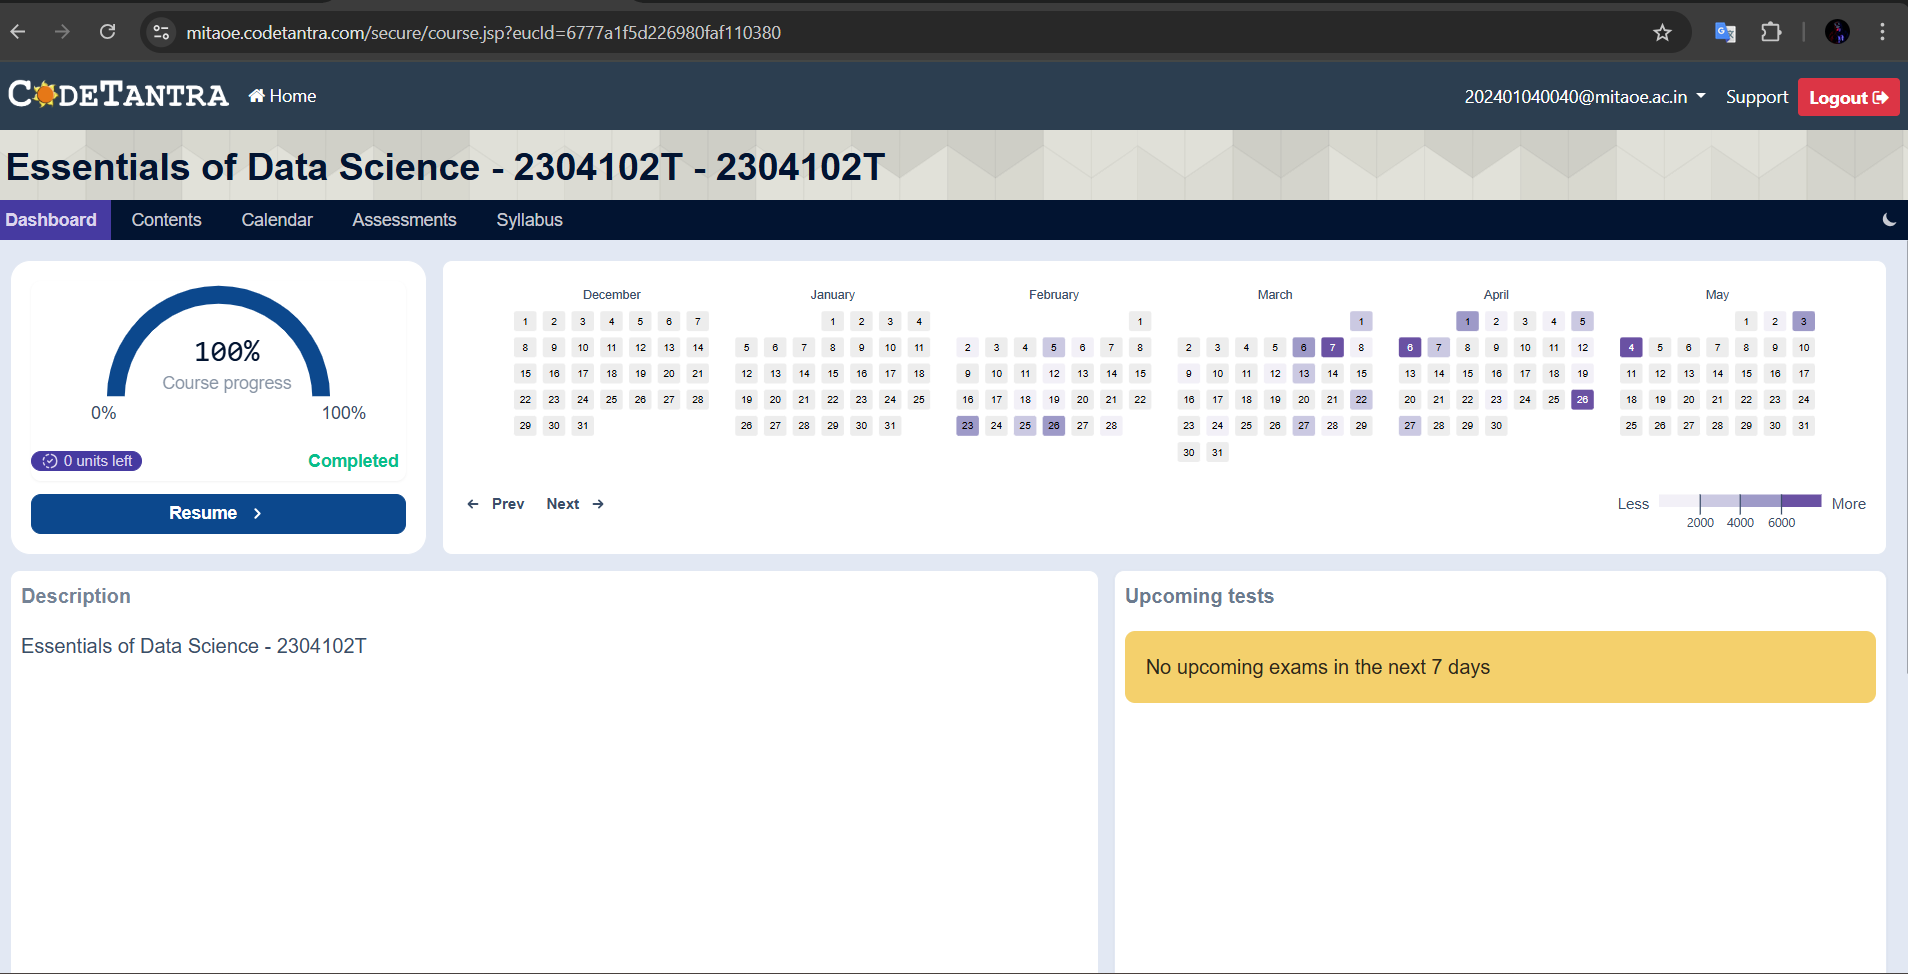 mitaoe.codetantra.com/secure/course.jsp?eucId=6777a1f5d226980faf110380
CODETANTRA Home 202401040040@mitaoe.ac.in Support Logout
Essentials of Data Science - 2304102T - 2304102T
Dashboard Contents Calendar Assessments Syllabus
100%
Course progress
0% 100%
0 units left Completed
Resume
December
1 2 3 4 5 6 7
8 9 10 11 12 13 14
15 16 17 18 19 20 21
22 23 24 25 26 27 28
29 30 31
January
1 2 3 4
5 6 7 8 9 10 11
12 13 14 15 16 17 18
19 20 21 22 23 24 25
26 27 28 29 30 31
February
1
2 3 4 5 6 7 8
9 10 11 12 13 14 15
16 17 18 19 20 21 22
23 24 25 26 27 28
March
1
2 3 4 5 6 7 8
9 10 11 12 13 14 15
16 17 18 19 20 21 22
23 24 25 26 27 28 29
30 31
April
1 2 3 4 5
6 7 8 9 10 11 12
13 14 15 16 17 18 19
20 21 22 23 24 25 26
27 28 29 30
May
1 2 3
4 5 6 7 8 9 10
11 12 13 14 15 16 17
18 19 20 21 22 23 24
25 26 27 28 29 30 31
← Prev Next →
Less More
2000 4000 6000
Description
Essentials of Data Science - 2304102T
Upcoming tests
No upcoming exams in the next 7 days